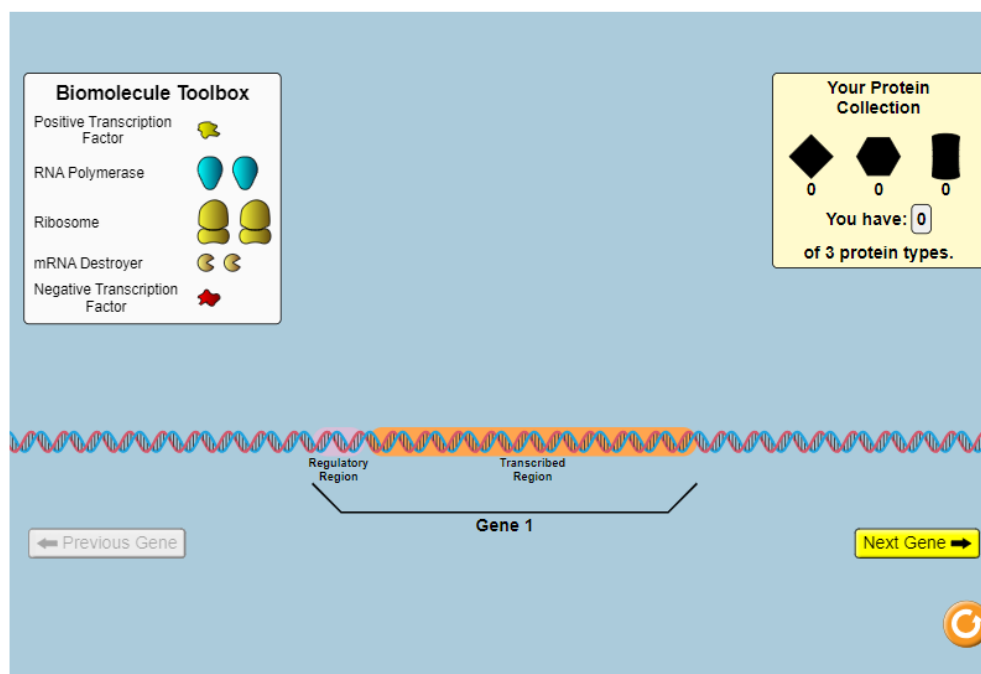 Biomolecule Toolbox
Positive Transcription
Factor
RNA Polymerase
Ribosome
mRNA Destroyer
Negative Transcription
Factor
Your Protein
Collection
0 0 0
You have: 0
of 3 protein types.
Regulatory
Region
Transcribed
Region
Gene 1
Previous Gene
Next Gene